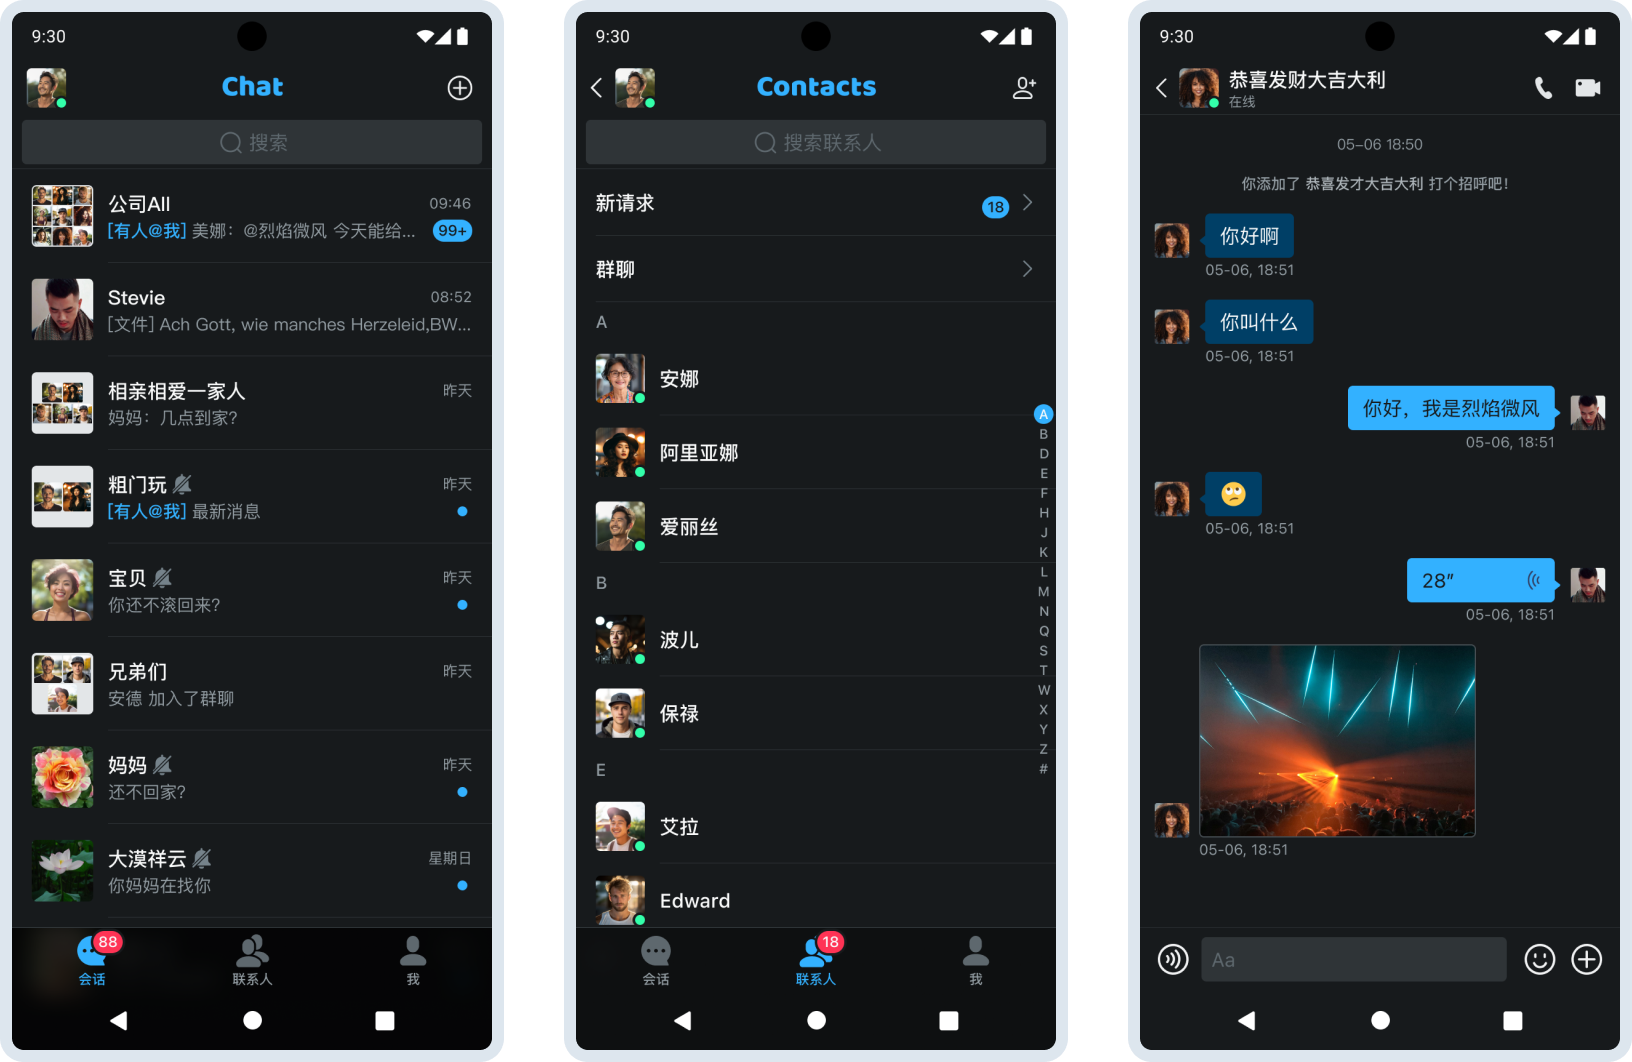 9:30
Chat
搜索
公司All
09:46
[有人@我] 美娜：@烈焰微风 今天能给...
99+
Stevie
08:52
[文件] Ach Gott, wie manches Herzeleid,BW...
相亲相爱一家人
昨天
妈妈：几点到家?
粗门玩
昨天
[有人@我] 最新消息
宝贝
昨天
你还不滚回来?
兄弟们
昨天
安德 加入了群聊
妈妈
昨天
还不回家?
大漠祥云
星期日
你妈妈在找你
88
会话
联系人
我
9:30
Contacts
搜索联系人
新请求
18
群聊
A
安娜
阿里亚娜
爱丽丝
B
波儿
保禄
E
艾拉
Edward
A
B
D
E
F
H
J
K
L
M
N
Q
S
T
W
X
Y
Z
#
18
会话
联系人
我
9:30
恭喜发财大吉大利
在线
05-06 18:50
你添加了 恭喜发才大吉大利 打个招呼吧！
你好啊
05-06, 18:51
你叫什么
05-06, 18:51
你好，我是烈焰微风
05-06, 18:51
05-06, 18:51
28″
05-06, 18:51
05-06, 18:51
Aa